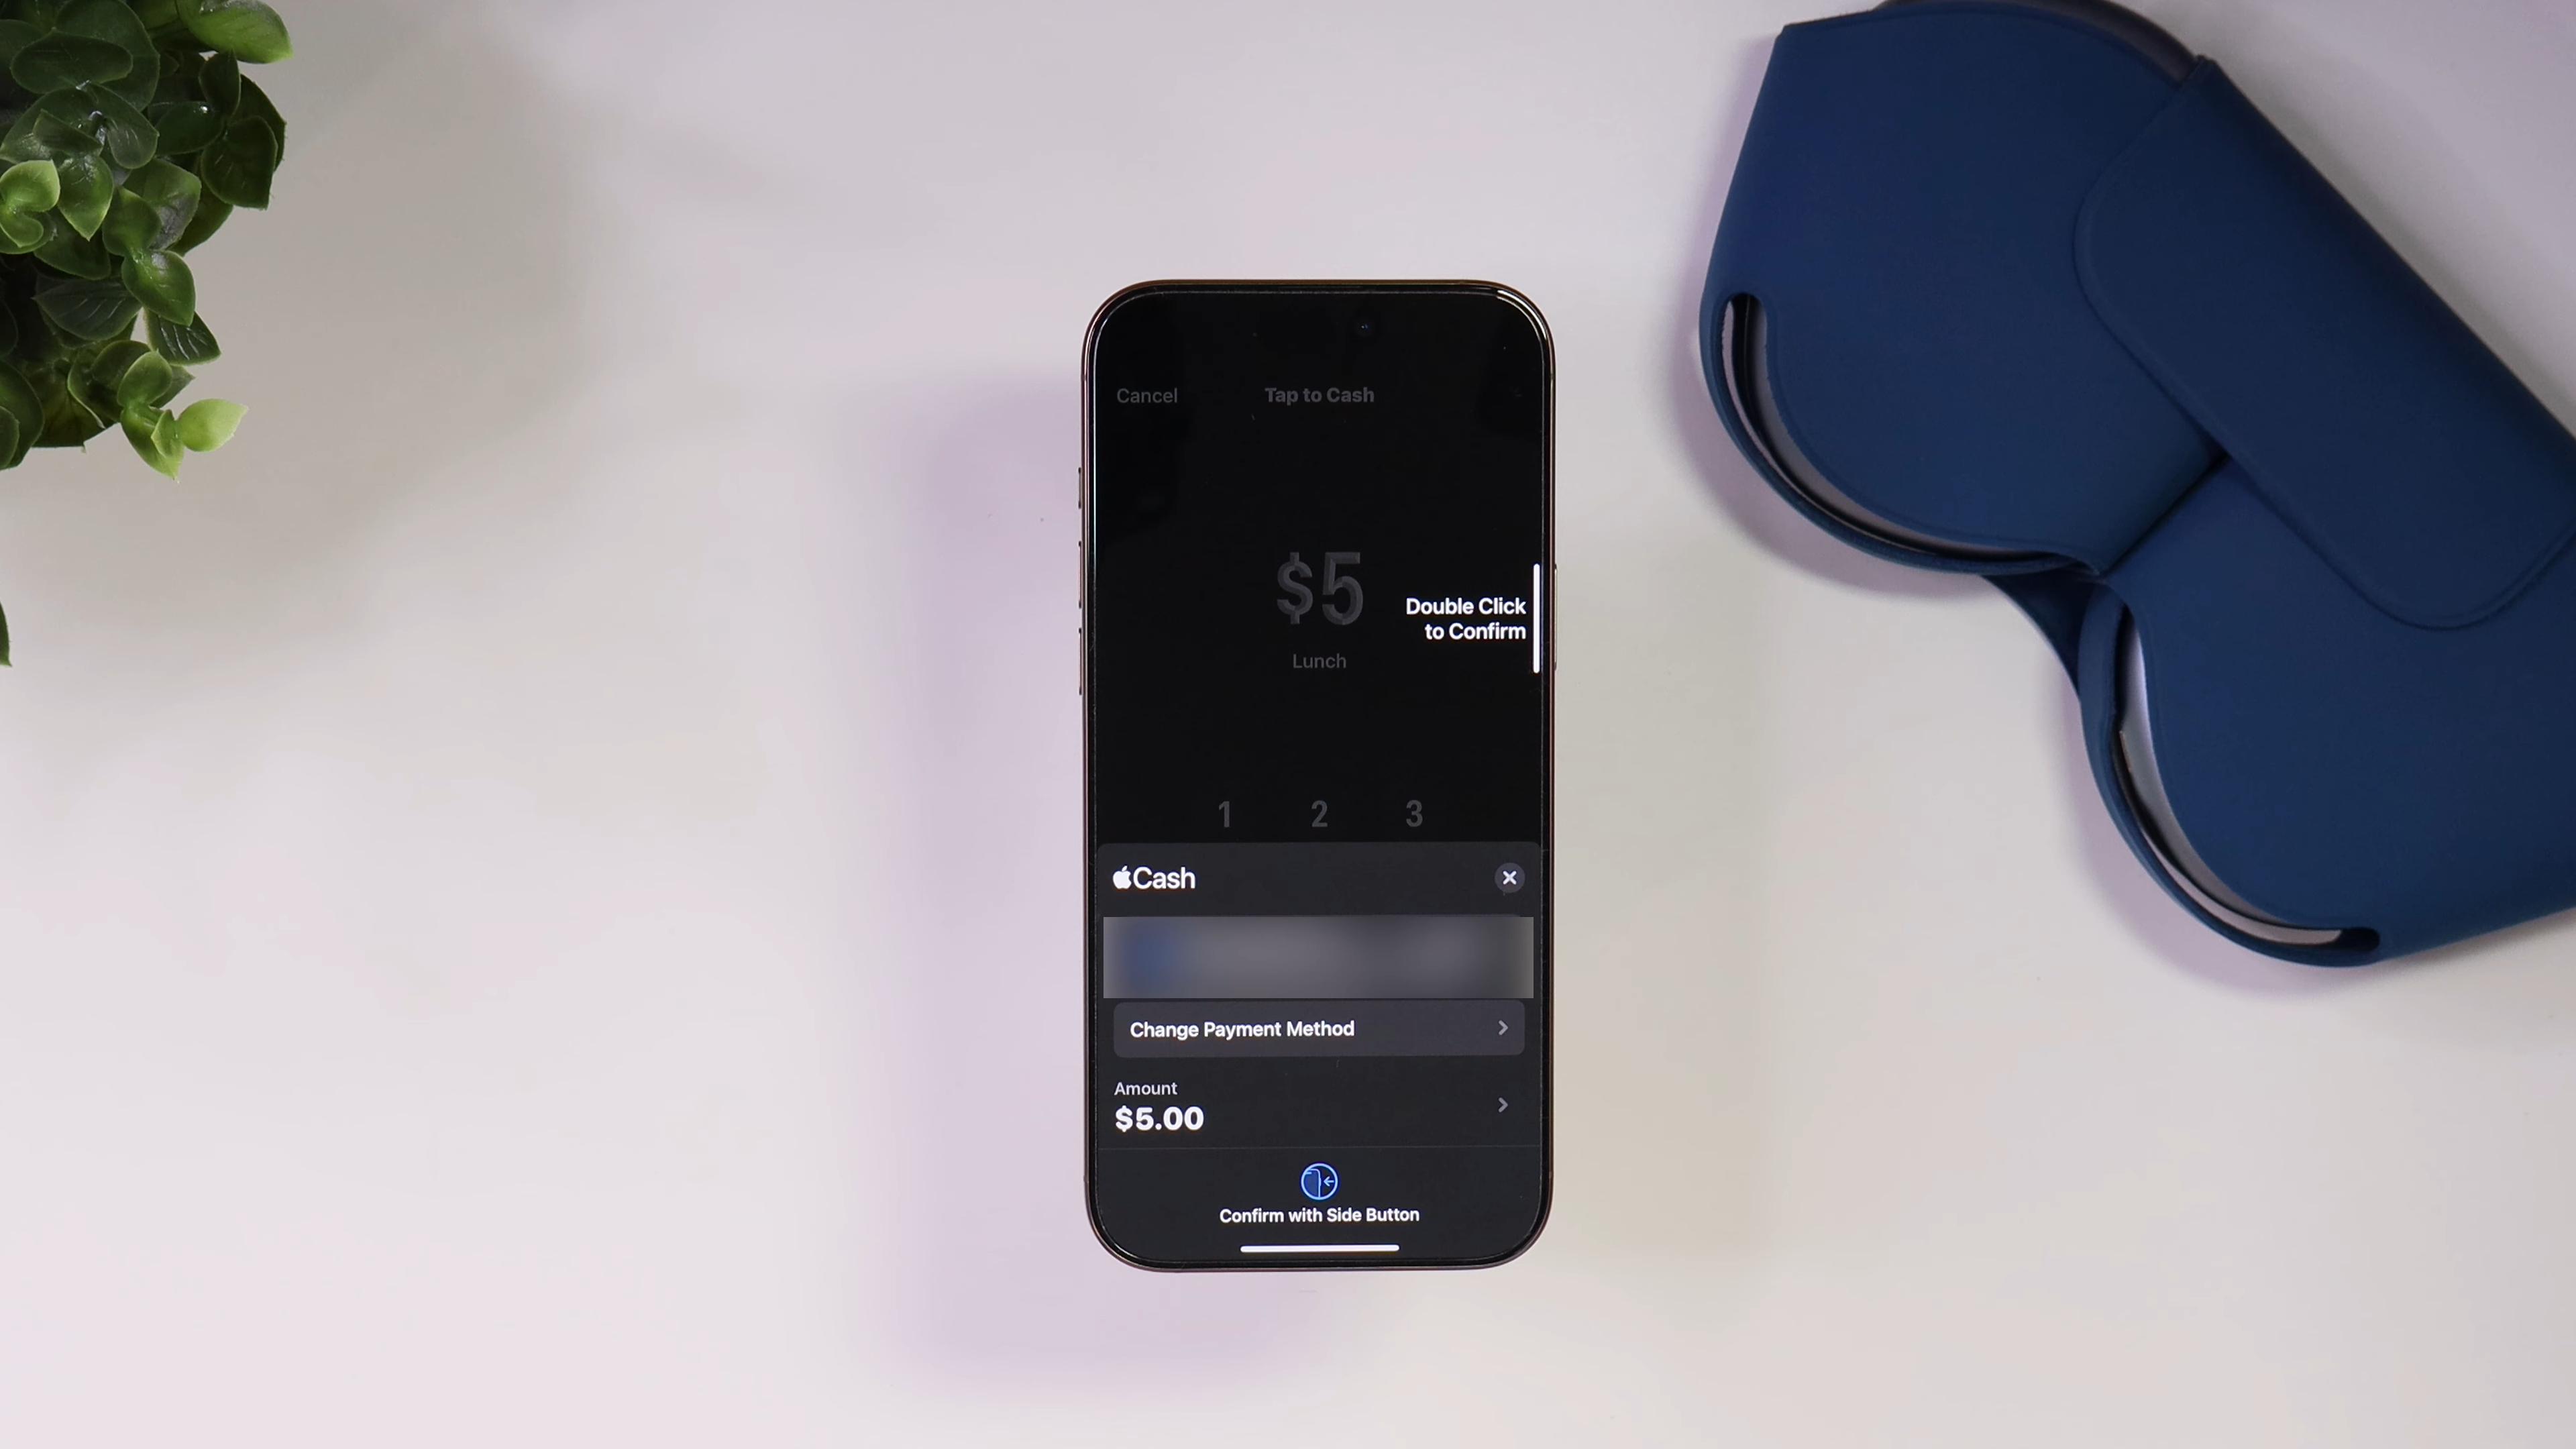 Cancel
Tap to Cash
$5
Double Click
to Confirm
Lunch
1 2 3
Cash
Change Payment Method
Amount
$5.00
Confirm with Side Button